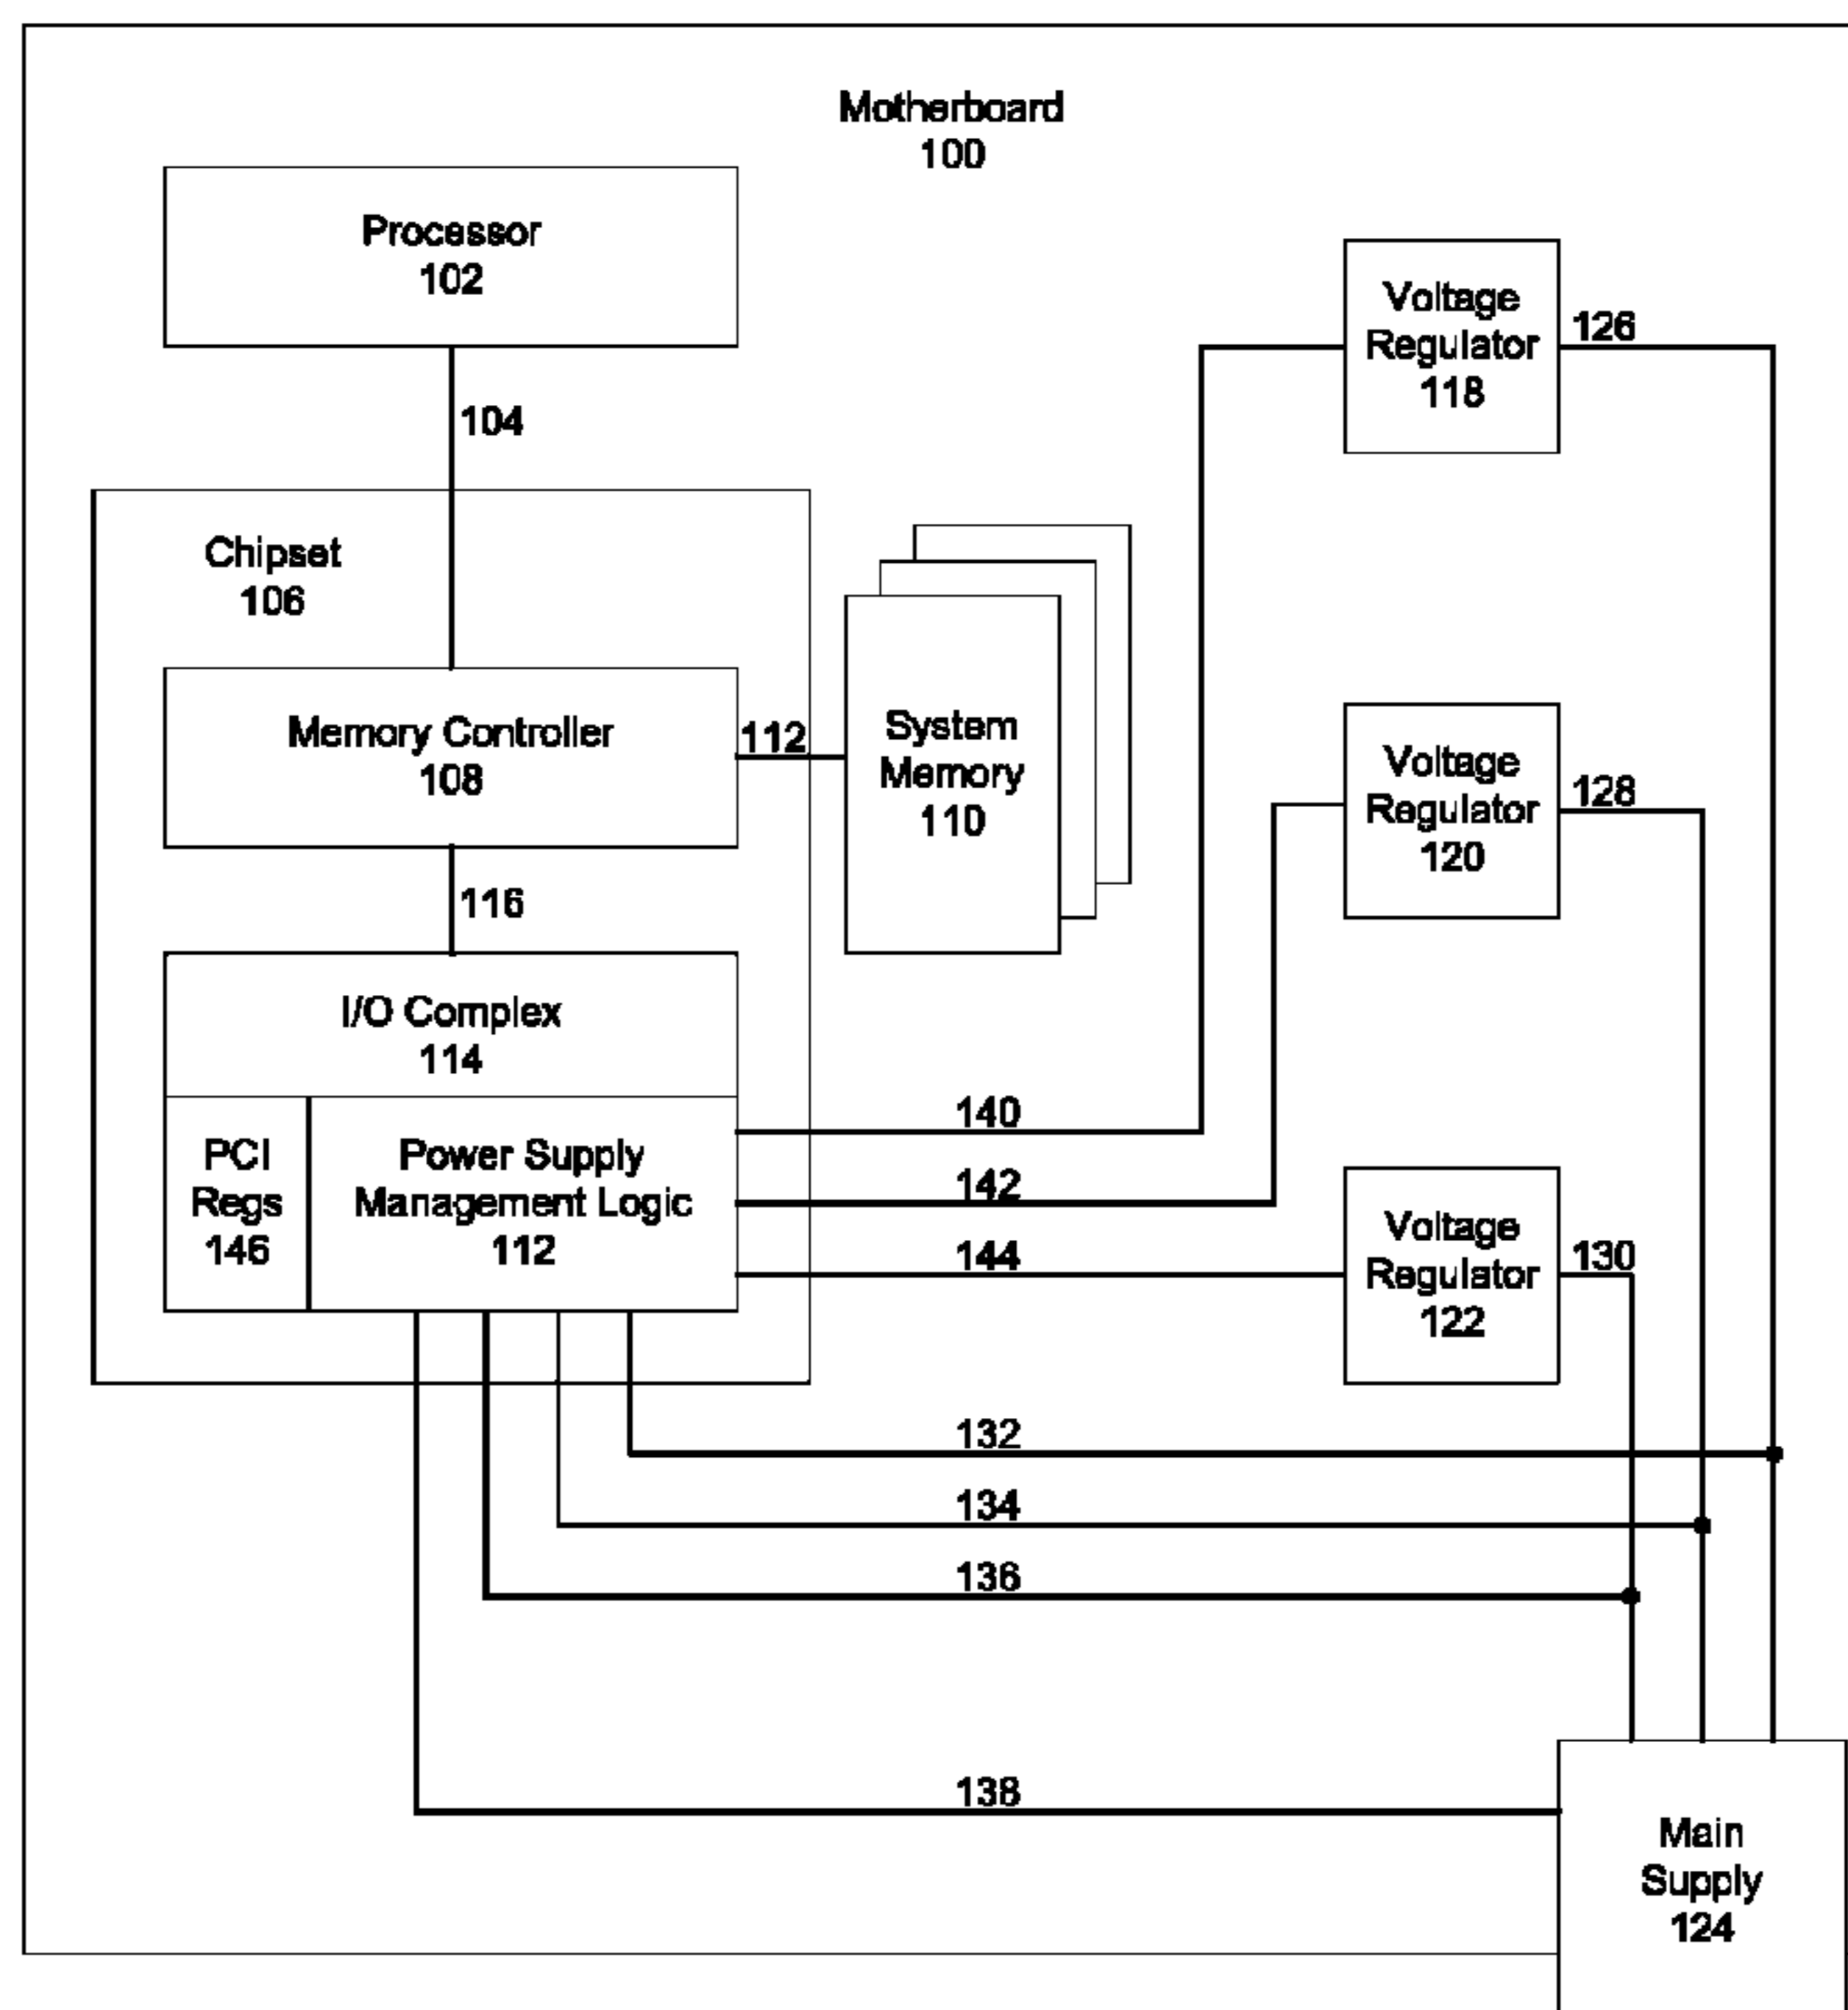 Motherboard
100
Processor
102
104
Chipset
106
Memory Controller
108
112
System
Memory
110
116
I/O Complex
114
PCI
Regs
146
Power Supply
Management Logic
112
140
142
144
Voltage
Regulator
118
126
Voltage
Regulator
120
128
Voltage
Regulator
122
130
132
134
136
138
Main
Supply
124